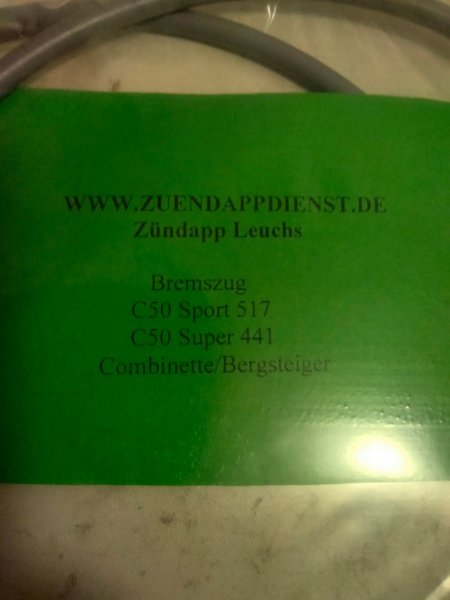 WWW.ZUENDAPPDIENST.DE
Zündapp Leuchs
Bremszug
C50 Sport 517
C50 Super 441
Combinette/Bergsteiger